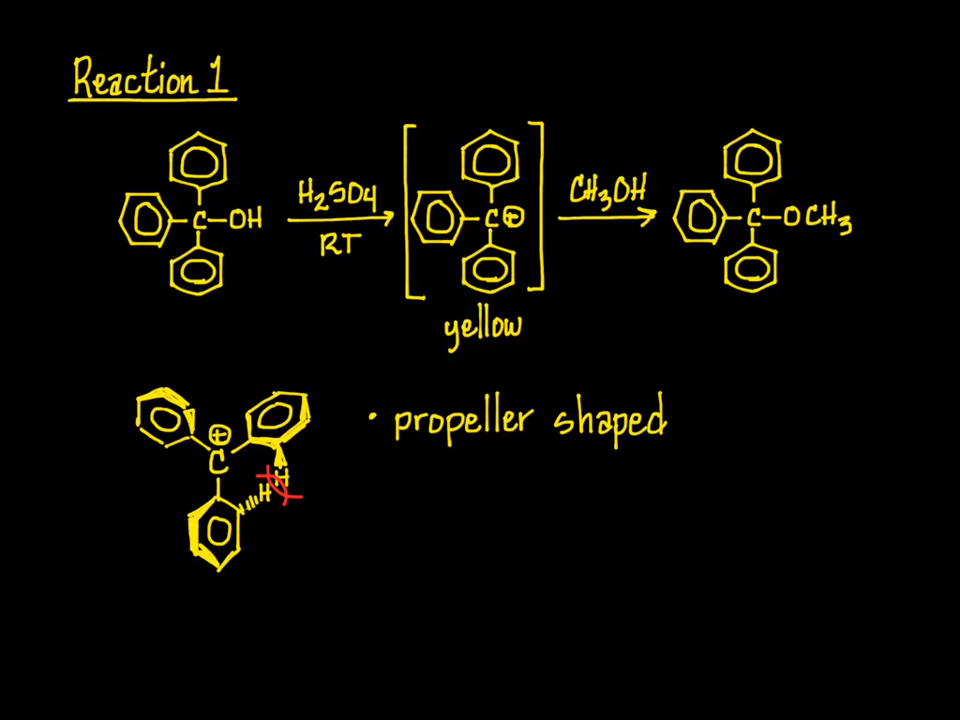 Reaction 1
C-OH
H2SO4
RT
C⊕
CH3OH
C-OCH3
yellow
⊕
C
H
H
• propeller shaped